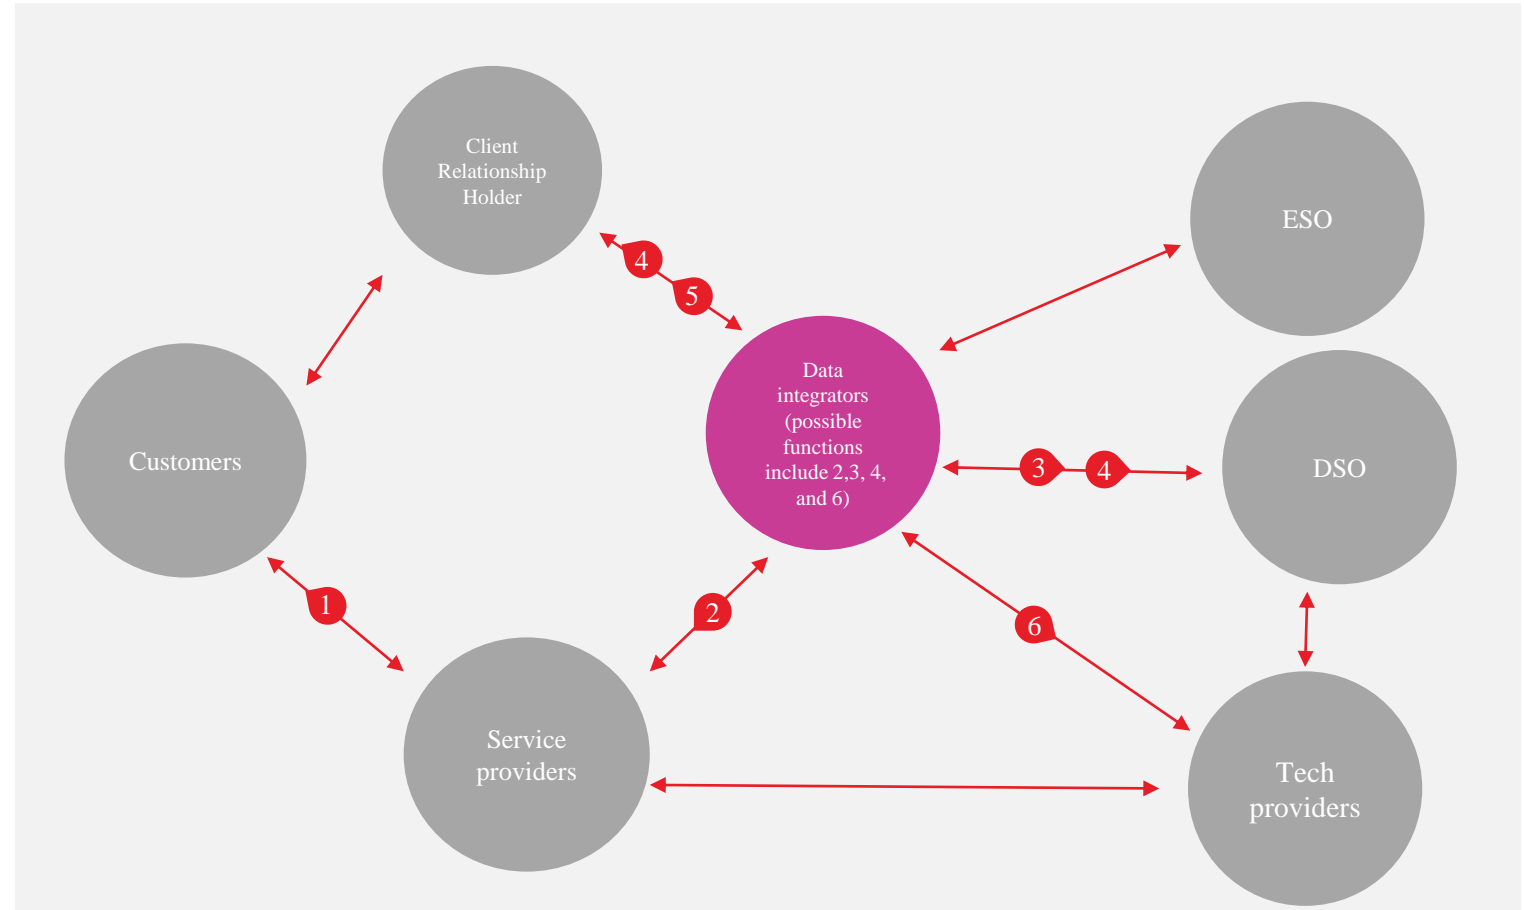 Client
Relationship
Holder
ESO
4
5
Data
integrators
(possible
functions
include 2,3, 4,
and 6)
Customers
3
4
DSO
1
2
6
Service
providers
Tech
providers